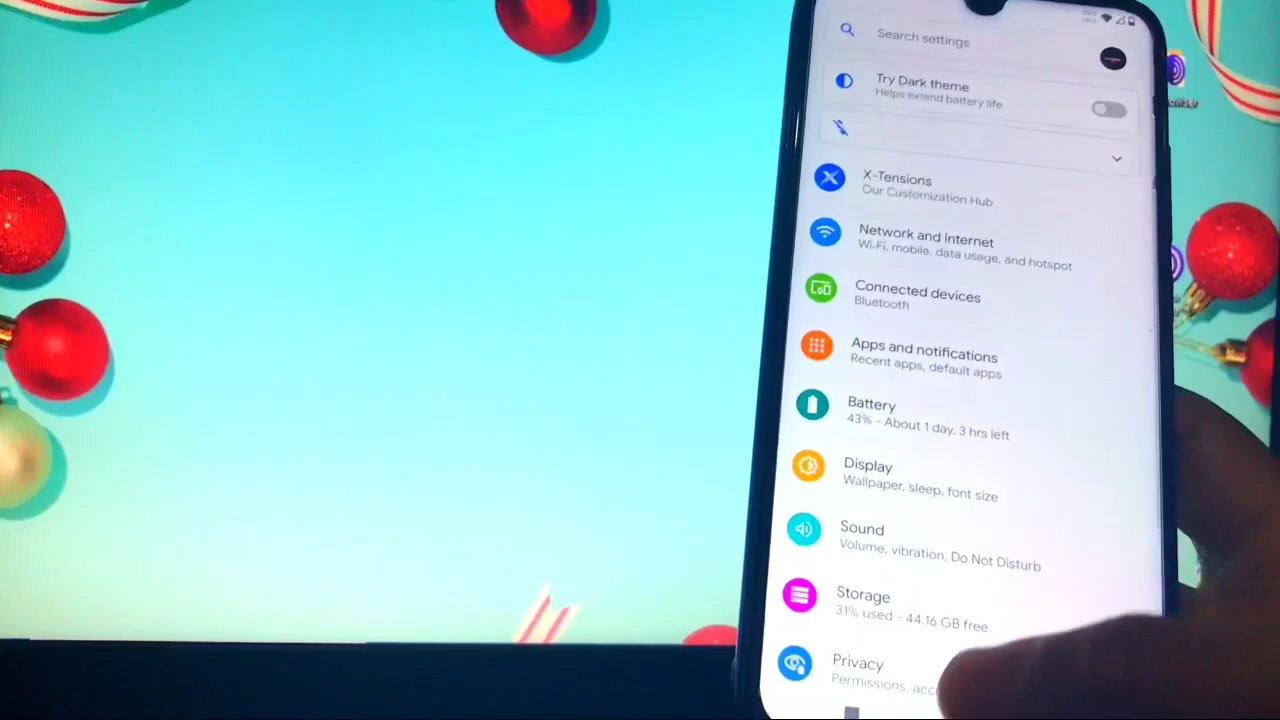 Search settings
Try Dark theme
Helps extend battery life
X-Tensions
Our Customization Hub
Network and Internet
Wi-Fi, mobile, data usage, and hotspot
Connected devices
Bluetooth
Apps and notifications
Recent apps, default apps
Battery
43% - About 1 day, 3 hrs left
Display
Wallpaper, sleep, font size
Sound
Volume, vibration, Do Not Disturb
Storage
31% used - 44.16 GB free
Privacy
Permissions,